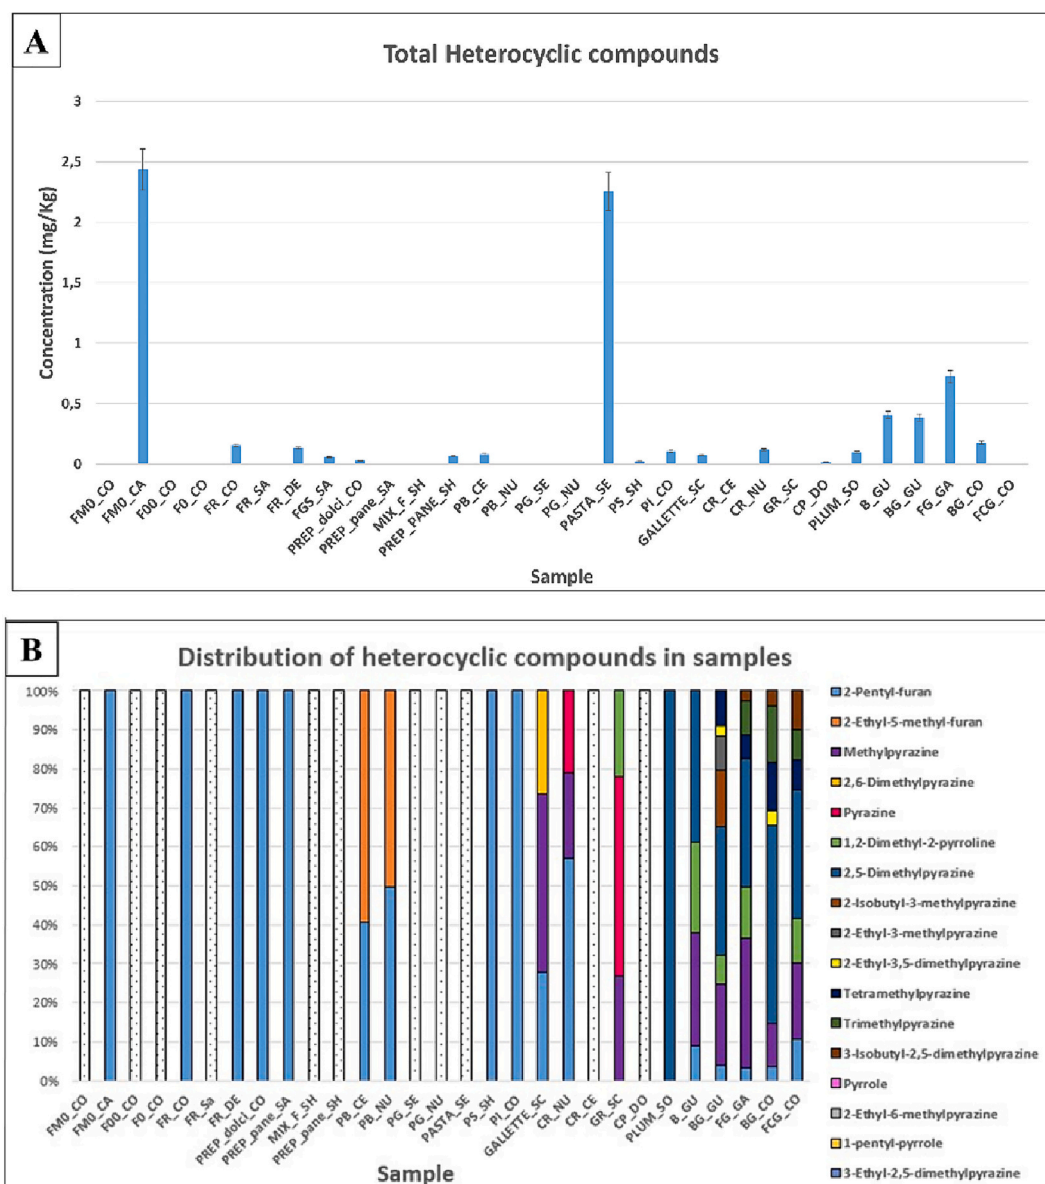 A
Total Heterocyclic compounds
Concentration (mg/Kg)
3
2,5
2
1,5
1
0,5
0
FM0_CO
FM0_CA
F00_CO
F0_CO
FR_CO
FR_SA
FR_DE
FGS_SA
PREP_dolci_CO
PREP_pane_SA
MIX_F_SH
PREP_PANE_SH
PB_CE
PB_NU
PG_SE
PG_NU
PASTA_SE
PS_SH
PI_CO
GALLETTE_SC
CR_CE
CR_NU
GR_SC
CP_DO
PLUM_SO
B_GU
BG_GU
FG_GA
BG_CO
FCG_CO
Sample
B
Distribution of heterocyclic compounds in samples
100%
90%
80%
70%
60%
50%
40%
30%
20%
10%
0%
FM0_CO
FM0_CA
F00_CO
F0_CO
FR_CO
FR_Sa
FR_DE
PREP_dolci_CO
PREP_pane_SA
MIX_F_SH
PREP_pane_SH
PB_CE
PB_NU
PG_SE
PG_NU
PASTA_SE
PS_SH
PI_CO
GALLETTE_SC
CR_NU
CR_CE
GR_SC
CP_DO
PLUM_SO
B_GU
BG_GU
FG_GA
BG_CO
FCG_CO
Sample
2-Pentyl-furan
2-Ethyl-5-methyl-furan
Methylpyrazine
2,6-Dimethylpyrazine
Pyrazine
1,2-Dimethyl-2-pyrroline
2,5-Dimethylpyrazine
2-Isobutyl-3-methylpyrazine
2-Ethyl-3-methylpyrazine
2-Ethyl-3,5-dimethylpyrazine
Tetramethylpyrazine
Trimethylpyrazine
3-Isobutyl-2,5-dimethylpyrazine
Pyrrole
2-Ethyl-6-methylpyrazine
1-pentyl-pyrrole
3-Ethyl-2,5-dimethylpyrazine